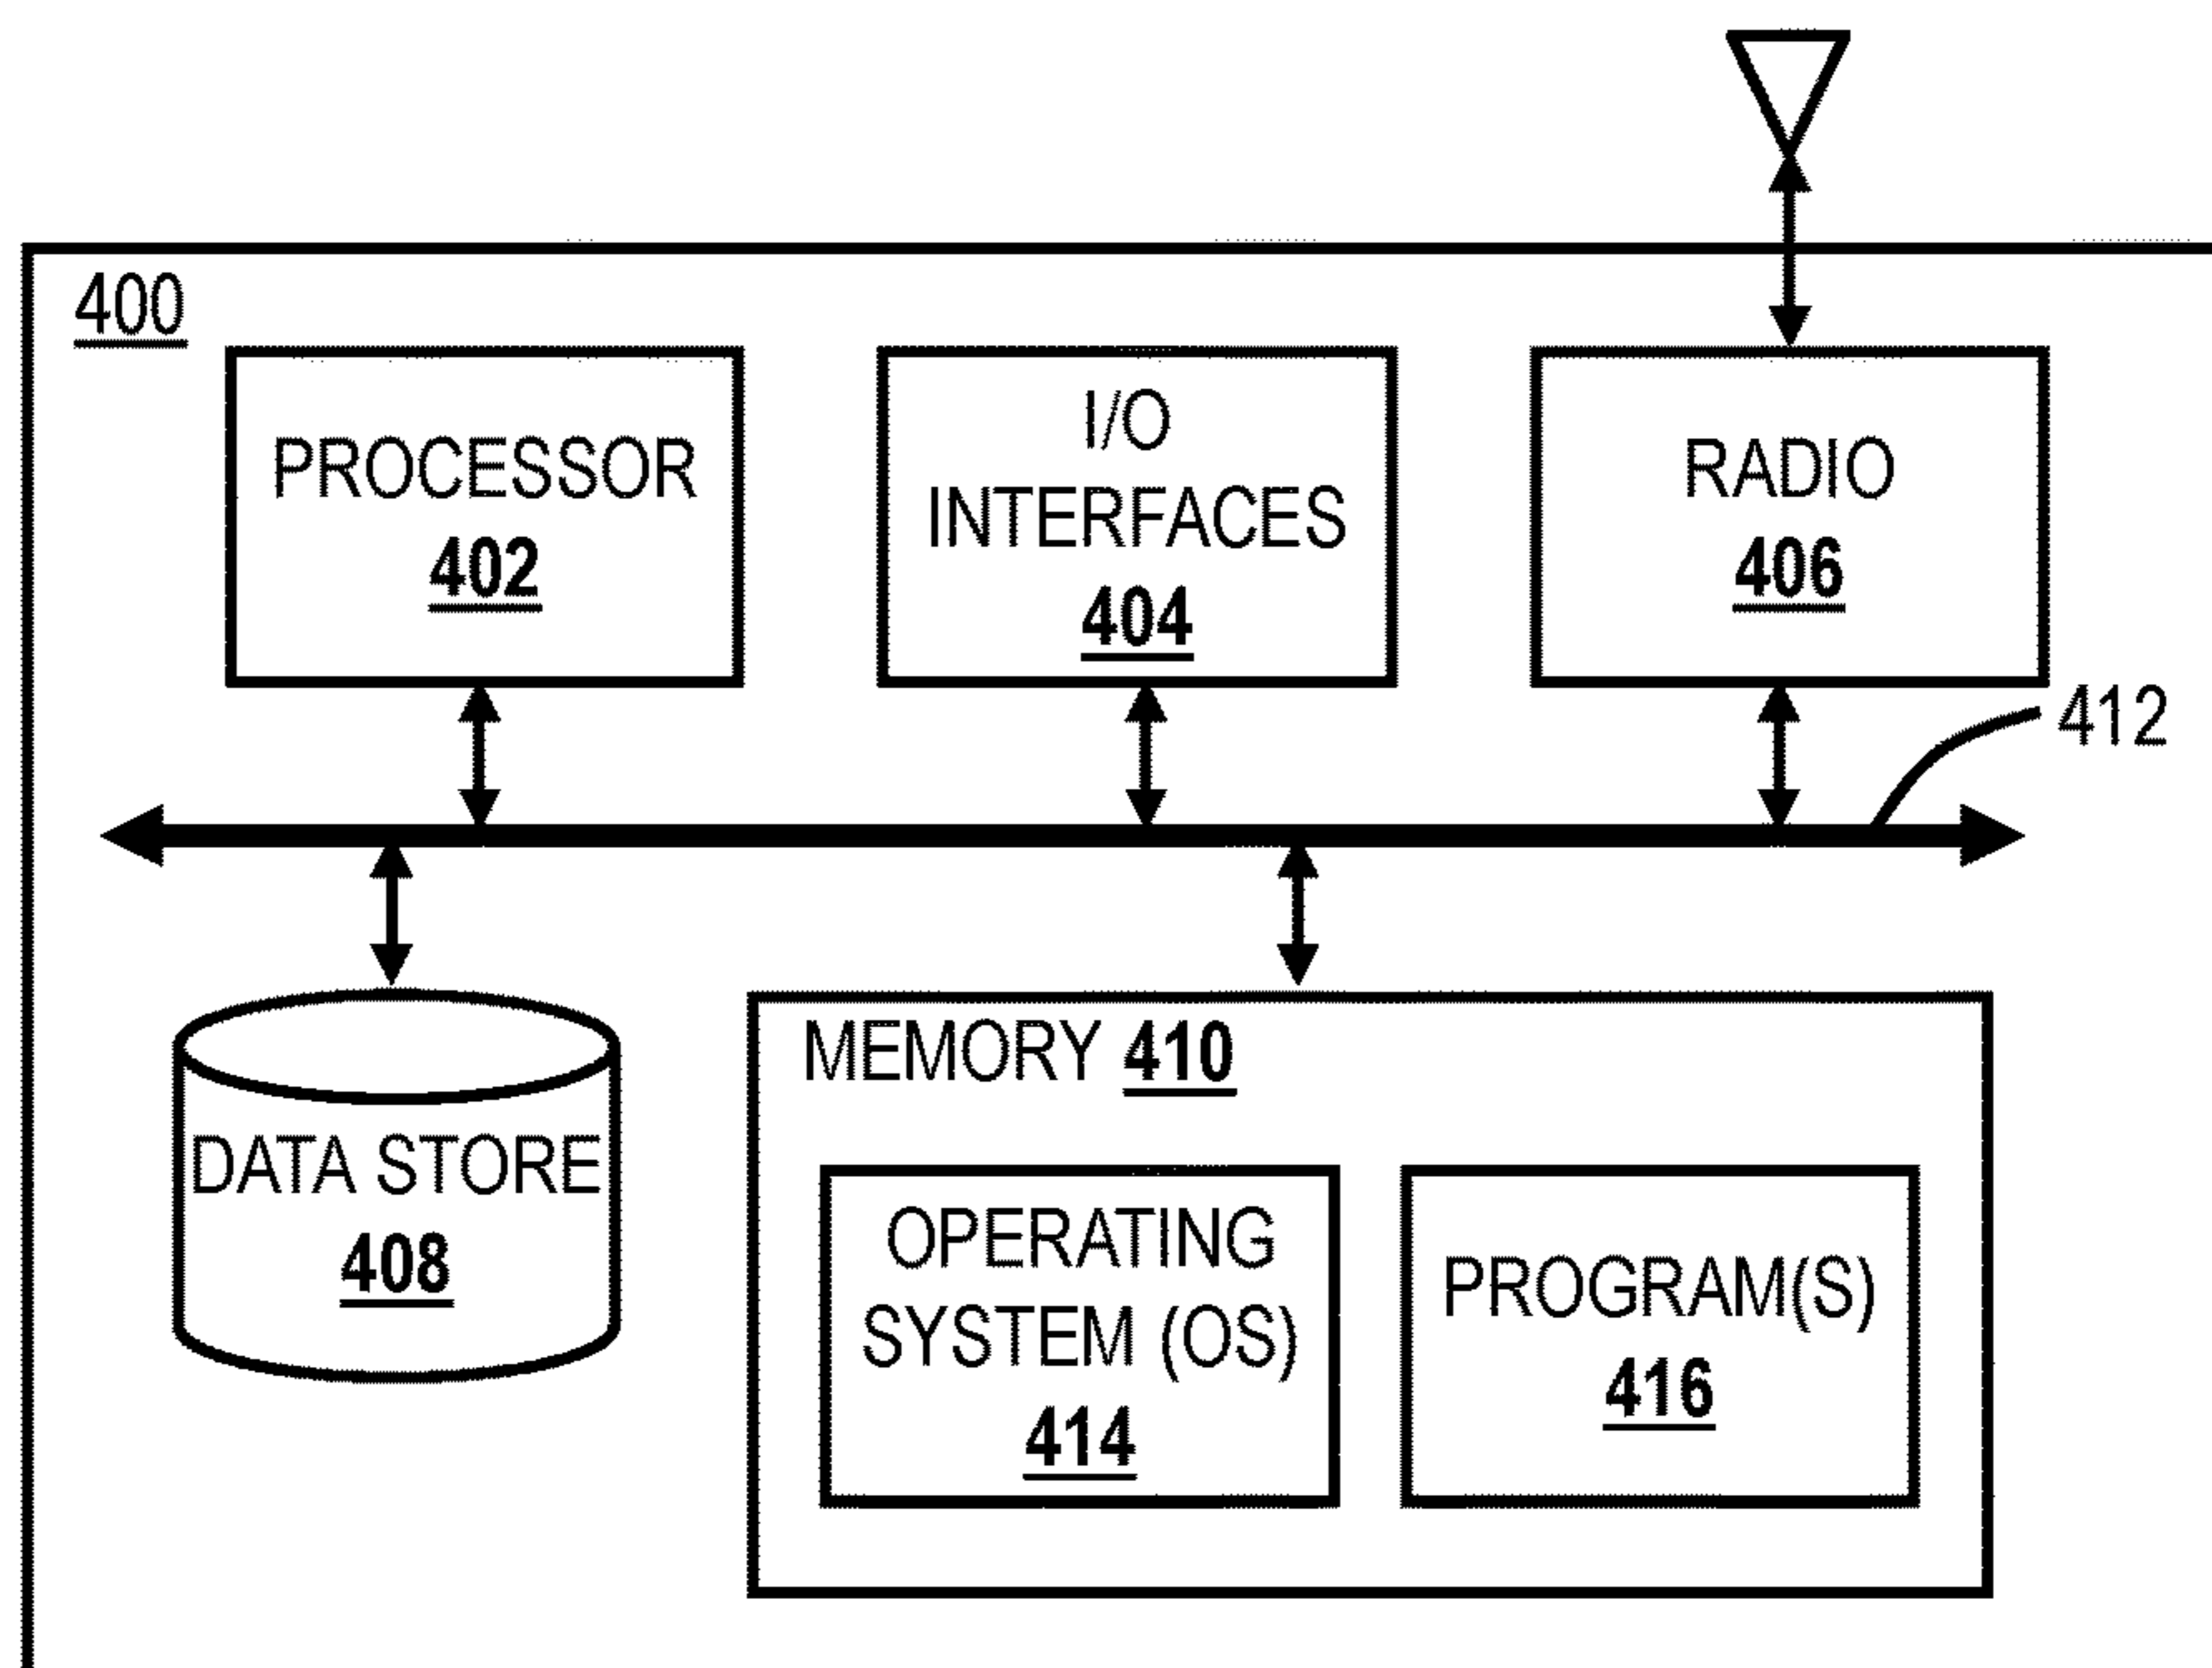 400
PROCESSOR
402
I/O
INTERFACES
404
RADIO
406
412
DATA STORE
408
MEMORY 410
OPERATING
SYSTEM (OS)
414
PROGRAM(S)
416